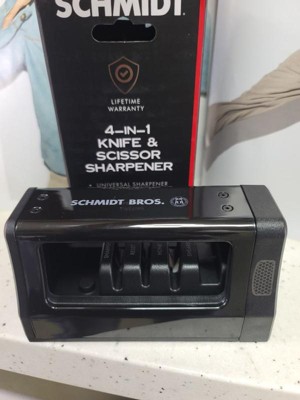 SCHMIDT
LIFETIME
WARRANTY
4-IN-1
KNIFE &
SCISSOR
SHARPENER
• UNIVERSAL SHARPENER
SCHMIDT BROS.